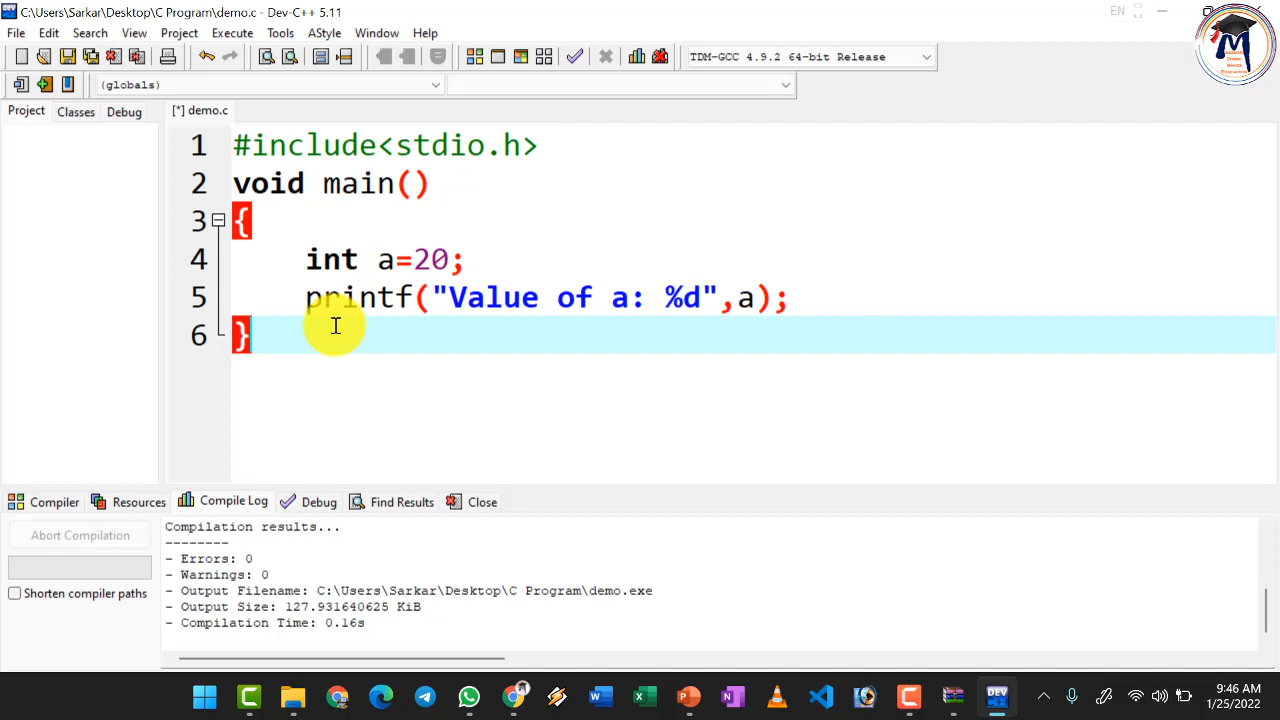 C:\Users\Sarkar\Desktop\C Program\demo.c - Dev-C++ 5.11
EN
File Edit Search View Project Execute Tools AStyle Window Help
TDM-GCC 4.9.2 64-bit Release
(globals)
Project Classes Debug [*] demo.c
1 #include<stdio.h>
2 void main()
3 {
4 int a=20;
5 printf("Value of a: %d",a);
6 }
Compiler Resources Compile Log Debug Find Results Close
Abort Compilation
Shorten compiler paths
Compilation results...
--------
- Errors: 0
- Warnings: 0
- Output Filename: C:\Users\Sarkar\Desktop\C Program\demo.exe
- Output Size: 127.931640625 KiB
- Compilation Time: 0.16s
DEV
9:46 AM
1/25/2022